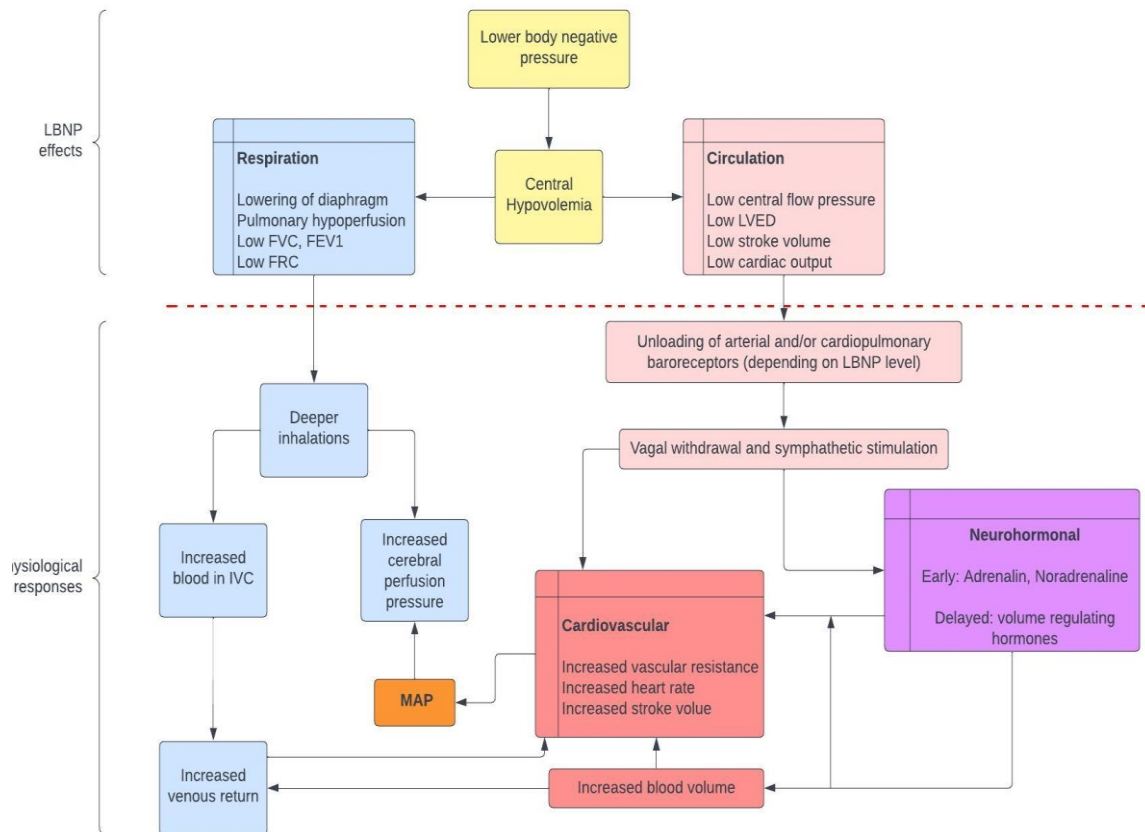 Lower body negative
pressure
LBNP
effects
Respiration
Lowering of diaphragm
Pulmonary hypoperfusion
Low FVC, FEV1
Low FRC
Central
Hypovolemia
Circulation
Low central flow pressure
Low LVED
Low stroke volume
Low cardiac output
Unloading of arterial and/or cardiopulmonary
baroreceptors (depending on LBNP level)
Deeper
inhalations
Vagal withdrawal and symphathetic stimulation
ysiological
responses
Increased
blood in IVC
Increased
cerebral
perfusion
pressure
Neurohormonal
Early: Adrenalin, Noradrenaline
Delayed: volume regulating
hormones
Cardiovascular
Increased vascular resistance
Increased heart rate
Increased stroke volue
MAP
Increased
venous return
Increased blood volume